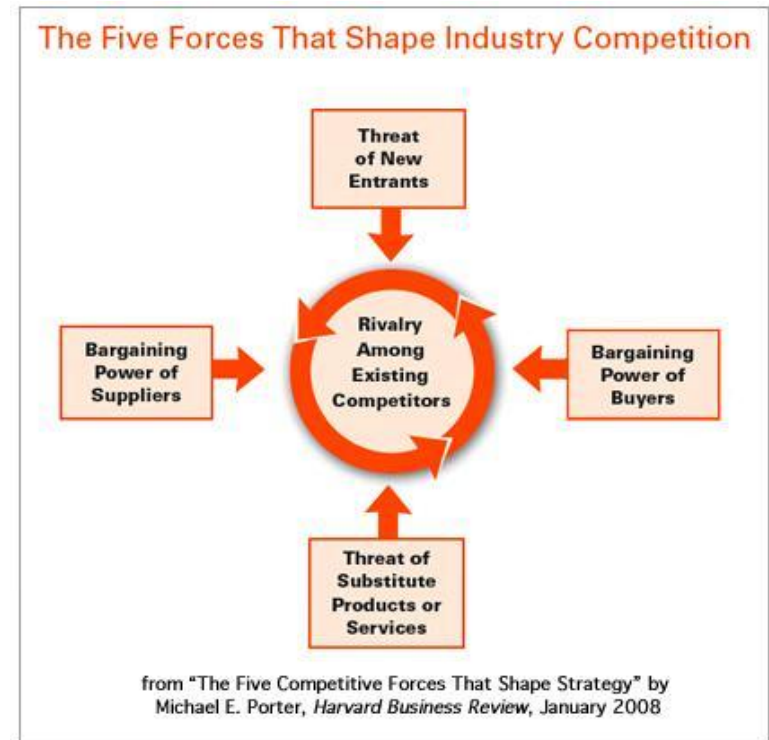 The Five Forces That Shape Industry Competition
Threat
of New
Entrants
Bargaining
Power of
Suppliers
Rivalry
Among
Existing
Competitors
Bargaining
Power of
Buyers
Threat of
Substitute
Products or
Services
from “The Five Competitive Forces That Shape Strategy” by
Michael E. Porter, Harvard Business Review, January 2008